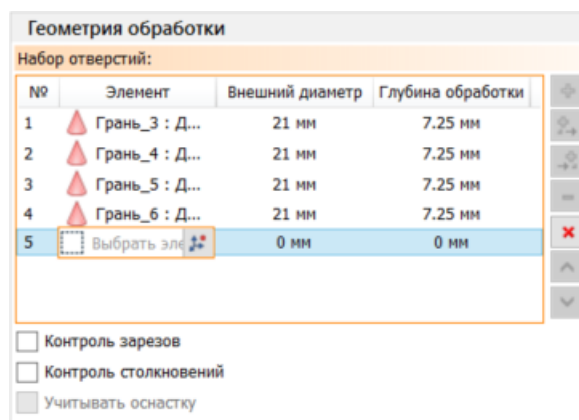 Геометрия обработки
Набор отверстий:
№ Элемент Внешний диаметр Глубина обработки
1 Грань_3 : Д... 21 мм 7.25 мм
2 Грань_4 : Д... 21 мм 7.25 мм
3 Грань_5 : Д... 21 мм 7.25 мм
4 Грань_6 : Д... 21 мм 7.25 мм
5 Выбрать эле 0 мм 0 мм
Контроль зарезов
Контроль столкновений
Учитывать оснастку